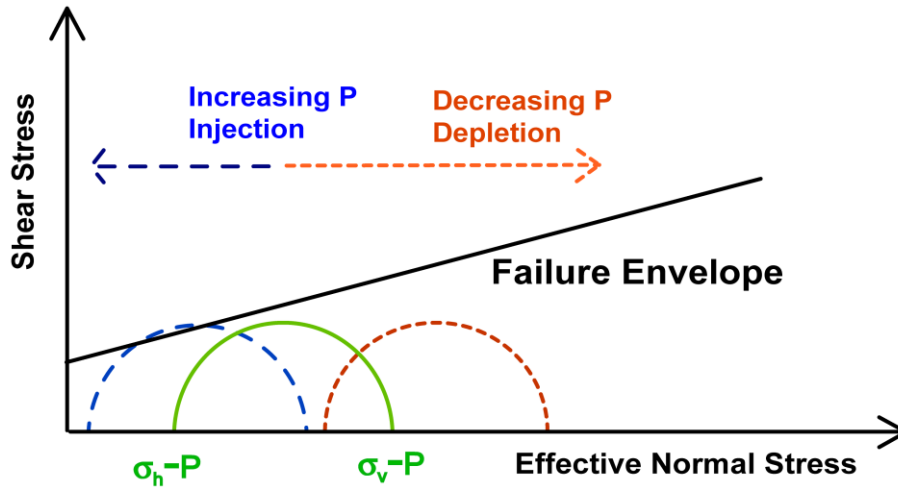 Shear Stress
Increasing P
Injection
Decreasing P
Depletion
Failure Envelope
σh-P
σv-P
Effective Normal Stress